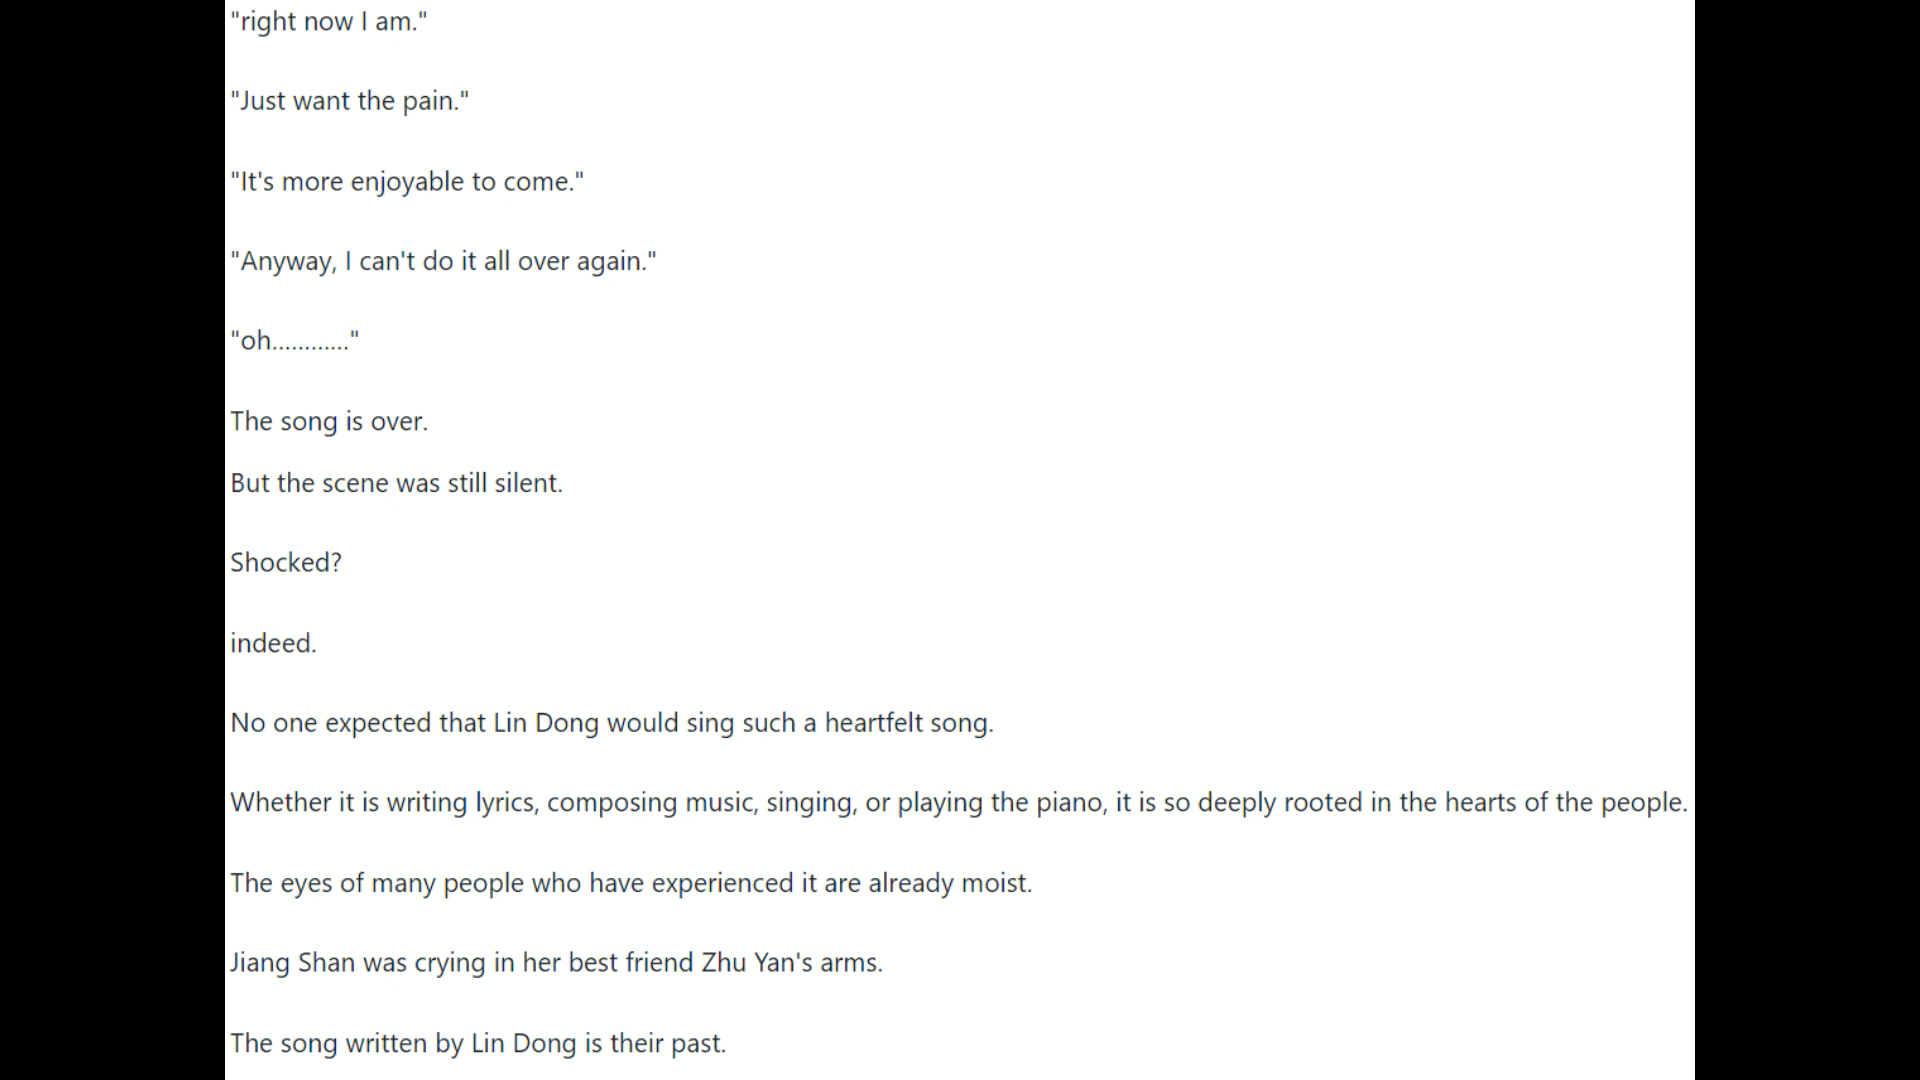 "right now I am."
"Just want the pain."
"It's more enjoyable to come."
"Anyway, I can't do it all over again."
"oh............"
The song is over.
But the scene was still silent.
Shocked?
indeed.
No one expected that Lin Dong would sing such a heartfelt song.
Whether it is writing lyrics, composing music, singing, or playing the piano, it is so deeply rooted in the hearts of the people.
The eyes of many people who have experienced it are already moist.
Jiang Shan was crying in her best friend Zhu Yan's arms.
The song written by Lin Dong is their past.